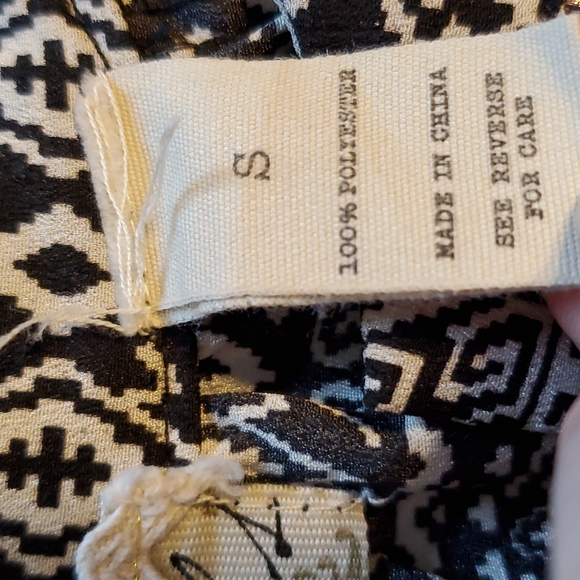 S
100% POLYESTER
MADE IN CHINA
SEE REVERSE
FOR CARE